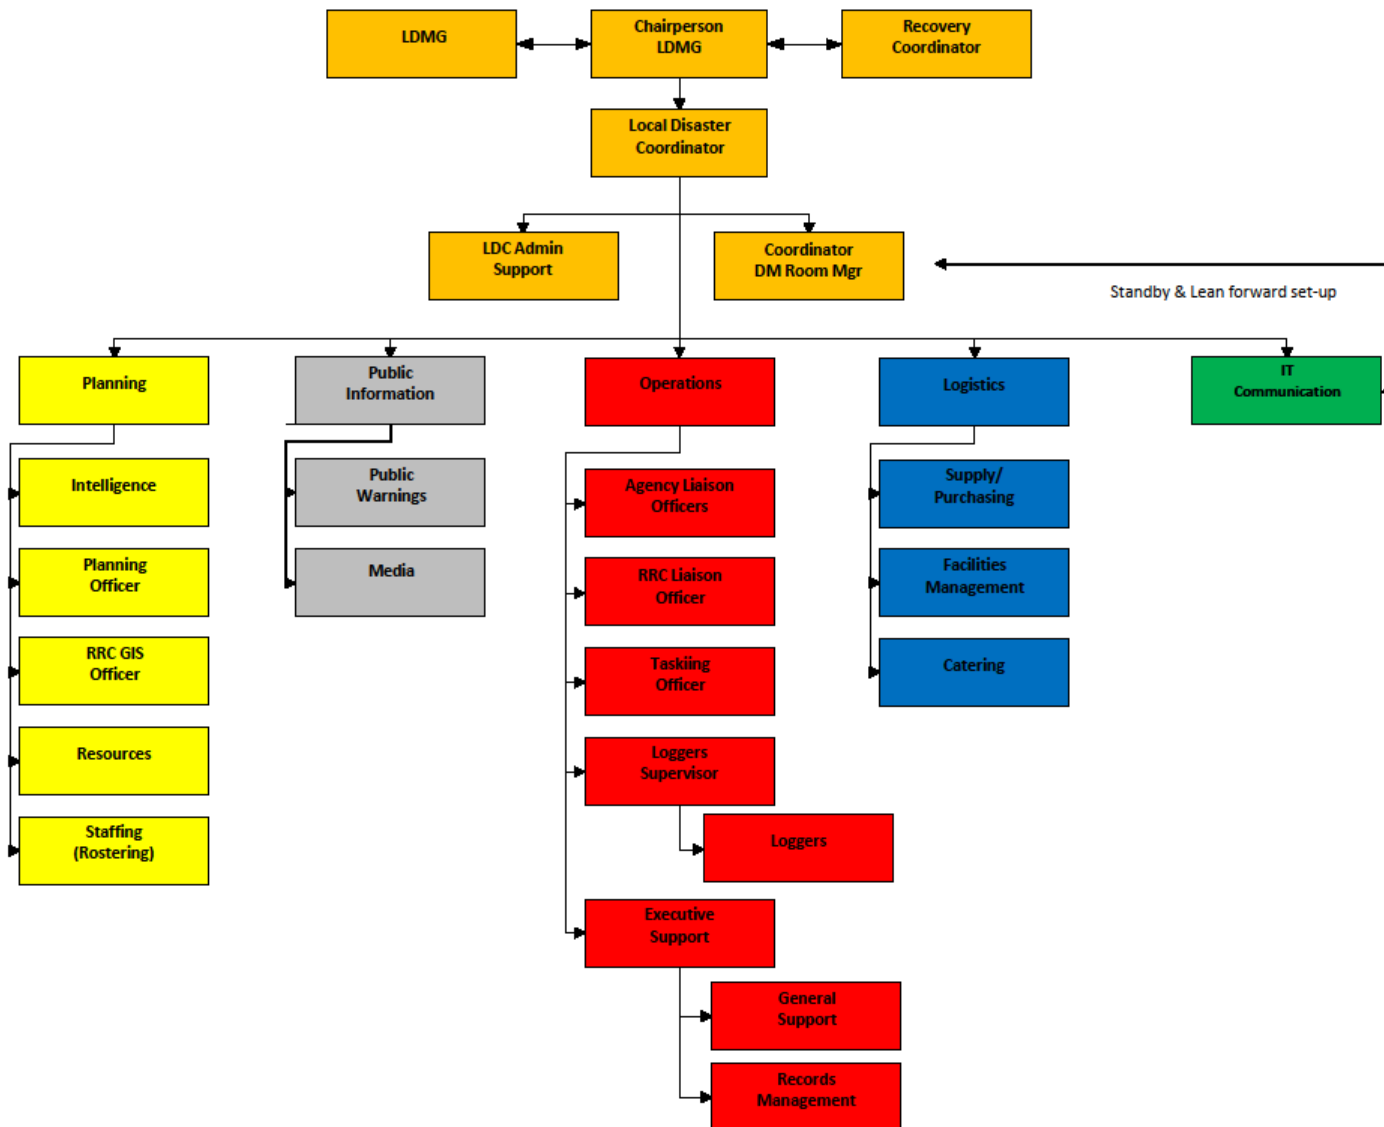 LDMG
Chairperson
LDMG
Recovery
Coordinator
Local Disaster
Coordinator
LDC Admin
Support
Coordinator
DM Room Mgr
Standby & Lean forward set-up
Planning
Public
Information
Operations
Logistics
IT
Communication
Intelligence
Planning
Officer
RRC GIS
Officer
Resources
Staffing
(Rostering)
Public
Warnings
Media
Agency Liaison
Officers
RRC Liaison
Officer
Taskiing
Officer
Loggers
Supervisor
Loggers
Executive
Support
General
Support
Records
Management
Supply/
Purchasing
Facilities
Management
Catering